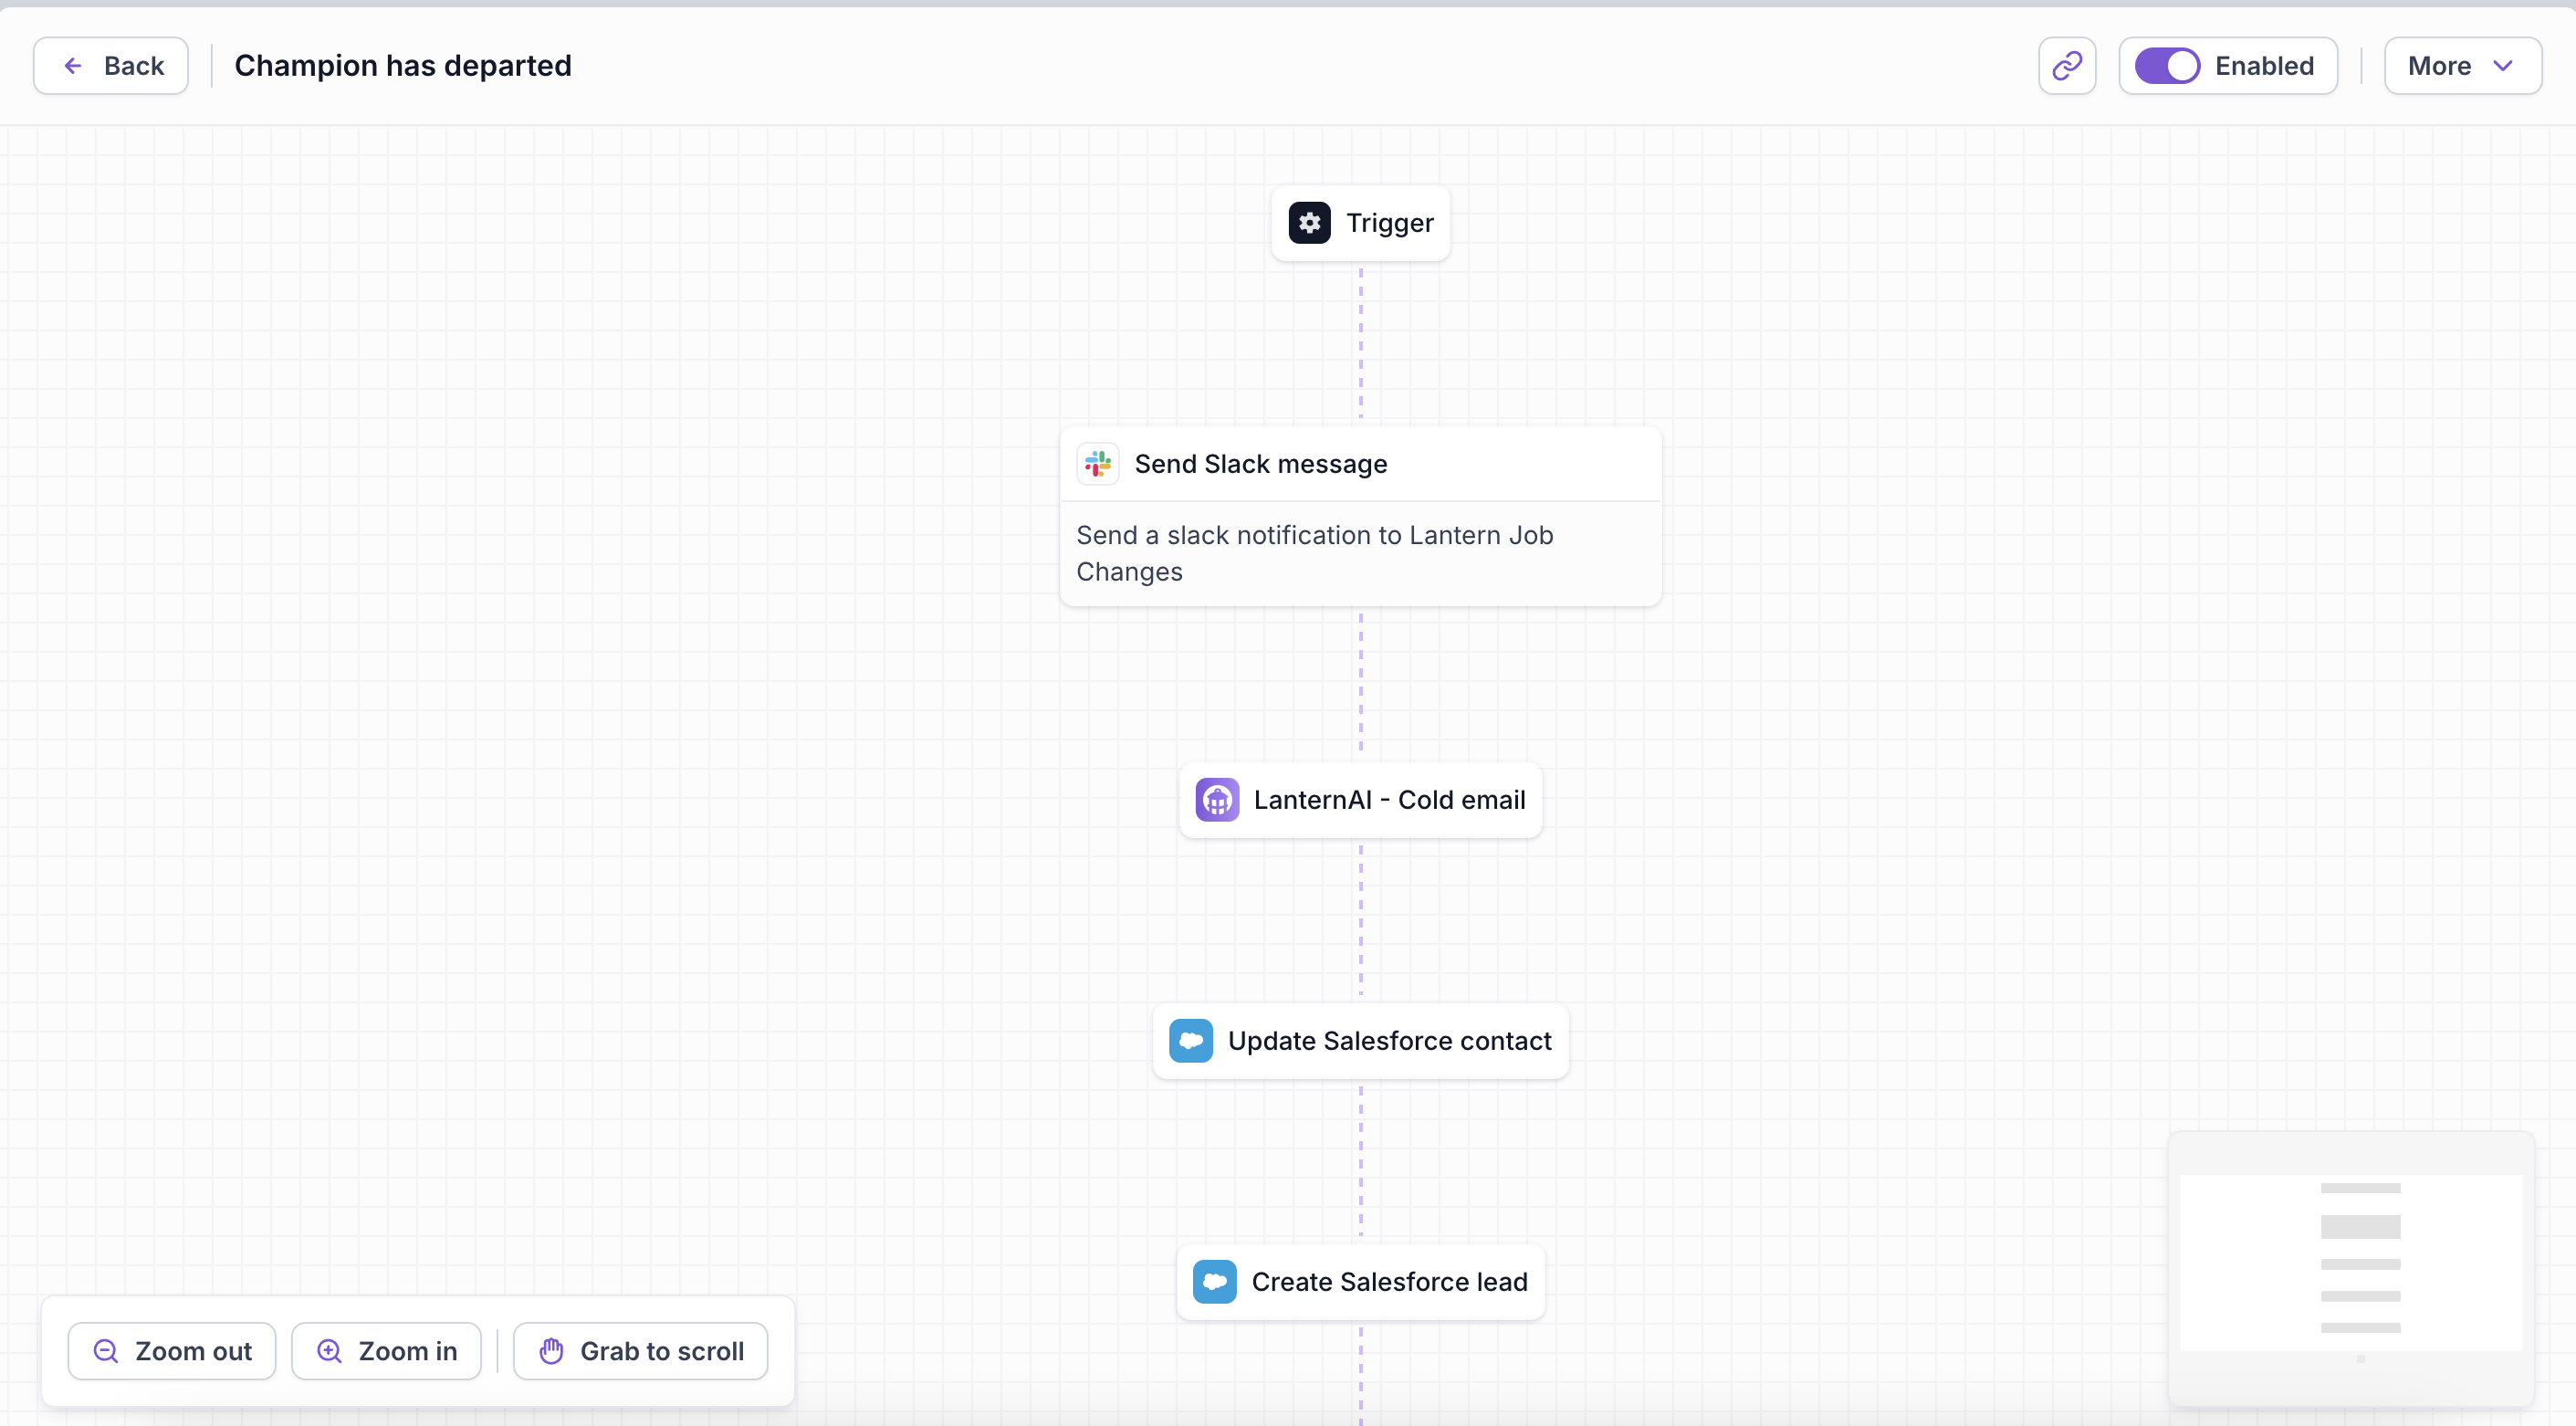 Back
Champion has departed
Enabled
More
Trigger
Send Slack message
Send a slack notification to Lantern Job
Changes
LanternAI - Cold email
Update Salesforce contact
Create Salesforce lead
Zoom out
Zoom in
Grab to scroll